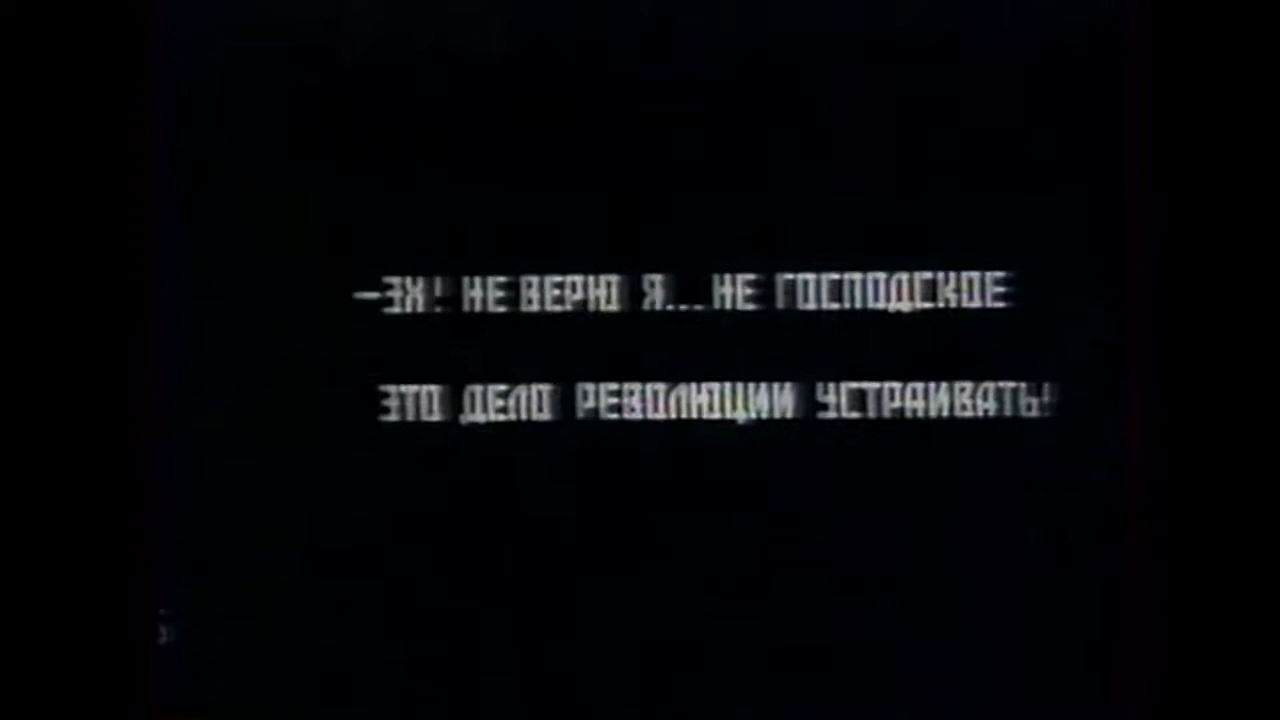 —ЭХ! НЕ ВЕРЮ Я...НЕ ГОСПОДСКОЕ
ЭТО ДЕЛО РЕВОЛЮЦИИ УСТРАИВАТЬ!